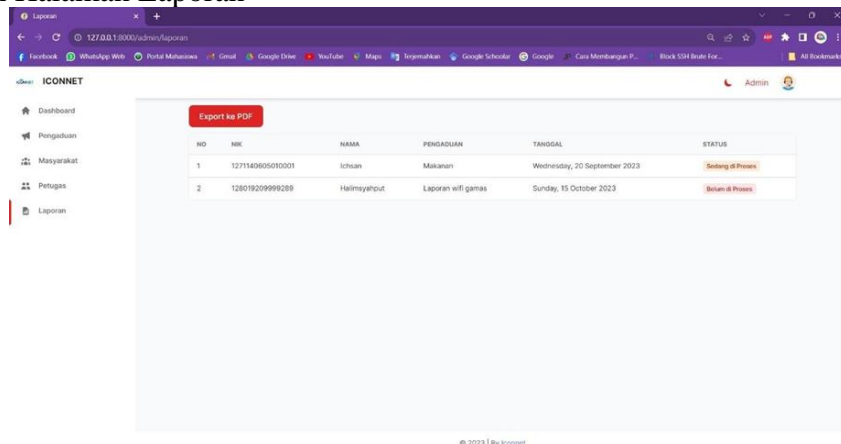 Halaman Laporan
Laporan
127.0.0.1:8000/admin/laporan
Facebook WhatsApp Web Portal Mahasiswa Gmail Google Drive YouTube Maps Terjemahkan Google Schoolar Google Cara Membangun P... Block SSH Brute For... All Bookmarks
ICONNET Admin
Dashboard
Pengaduan
Masyarakat
Petugas
Laporan
Export ke PDF
NO NIK NAMA PENGADUAN TANGGAL STATUS
1 1271140605010001 Ichsan Makanan Wednesday, 20 September 2023 Sedang di Proses
2 128019209999289 Halimsyahput Laporan wifi gamas Sunday, 15 October 2023 Belum di Proses
© 2023 | By Iconnet